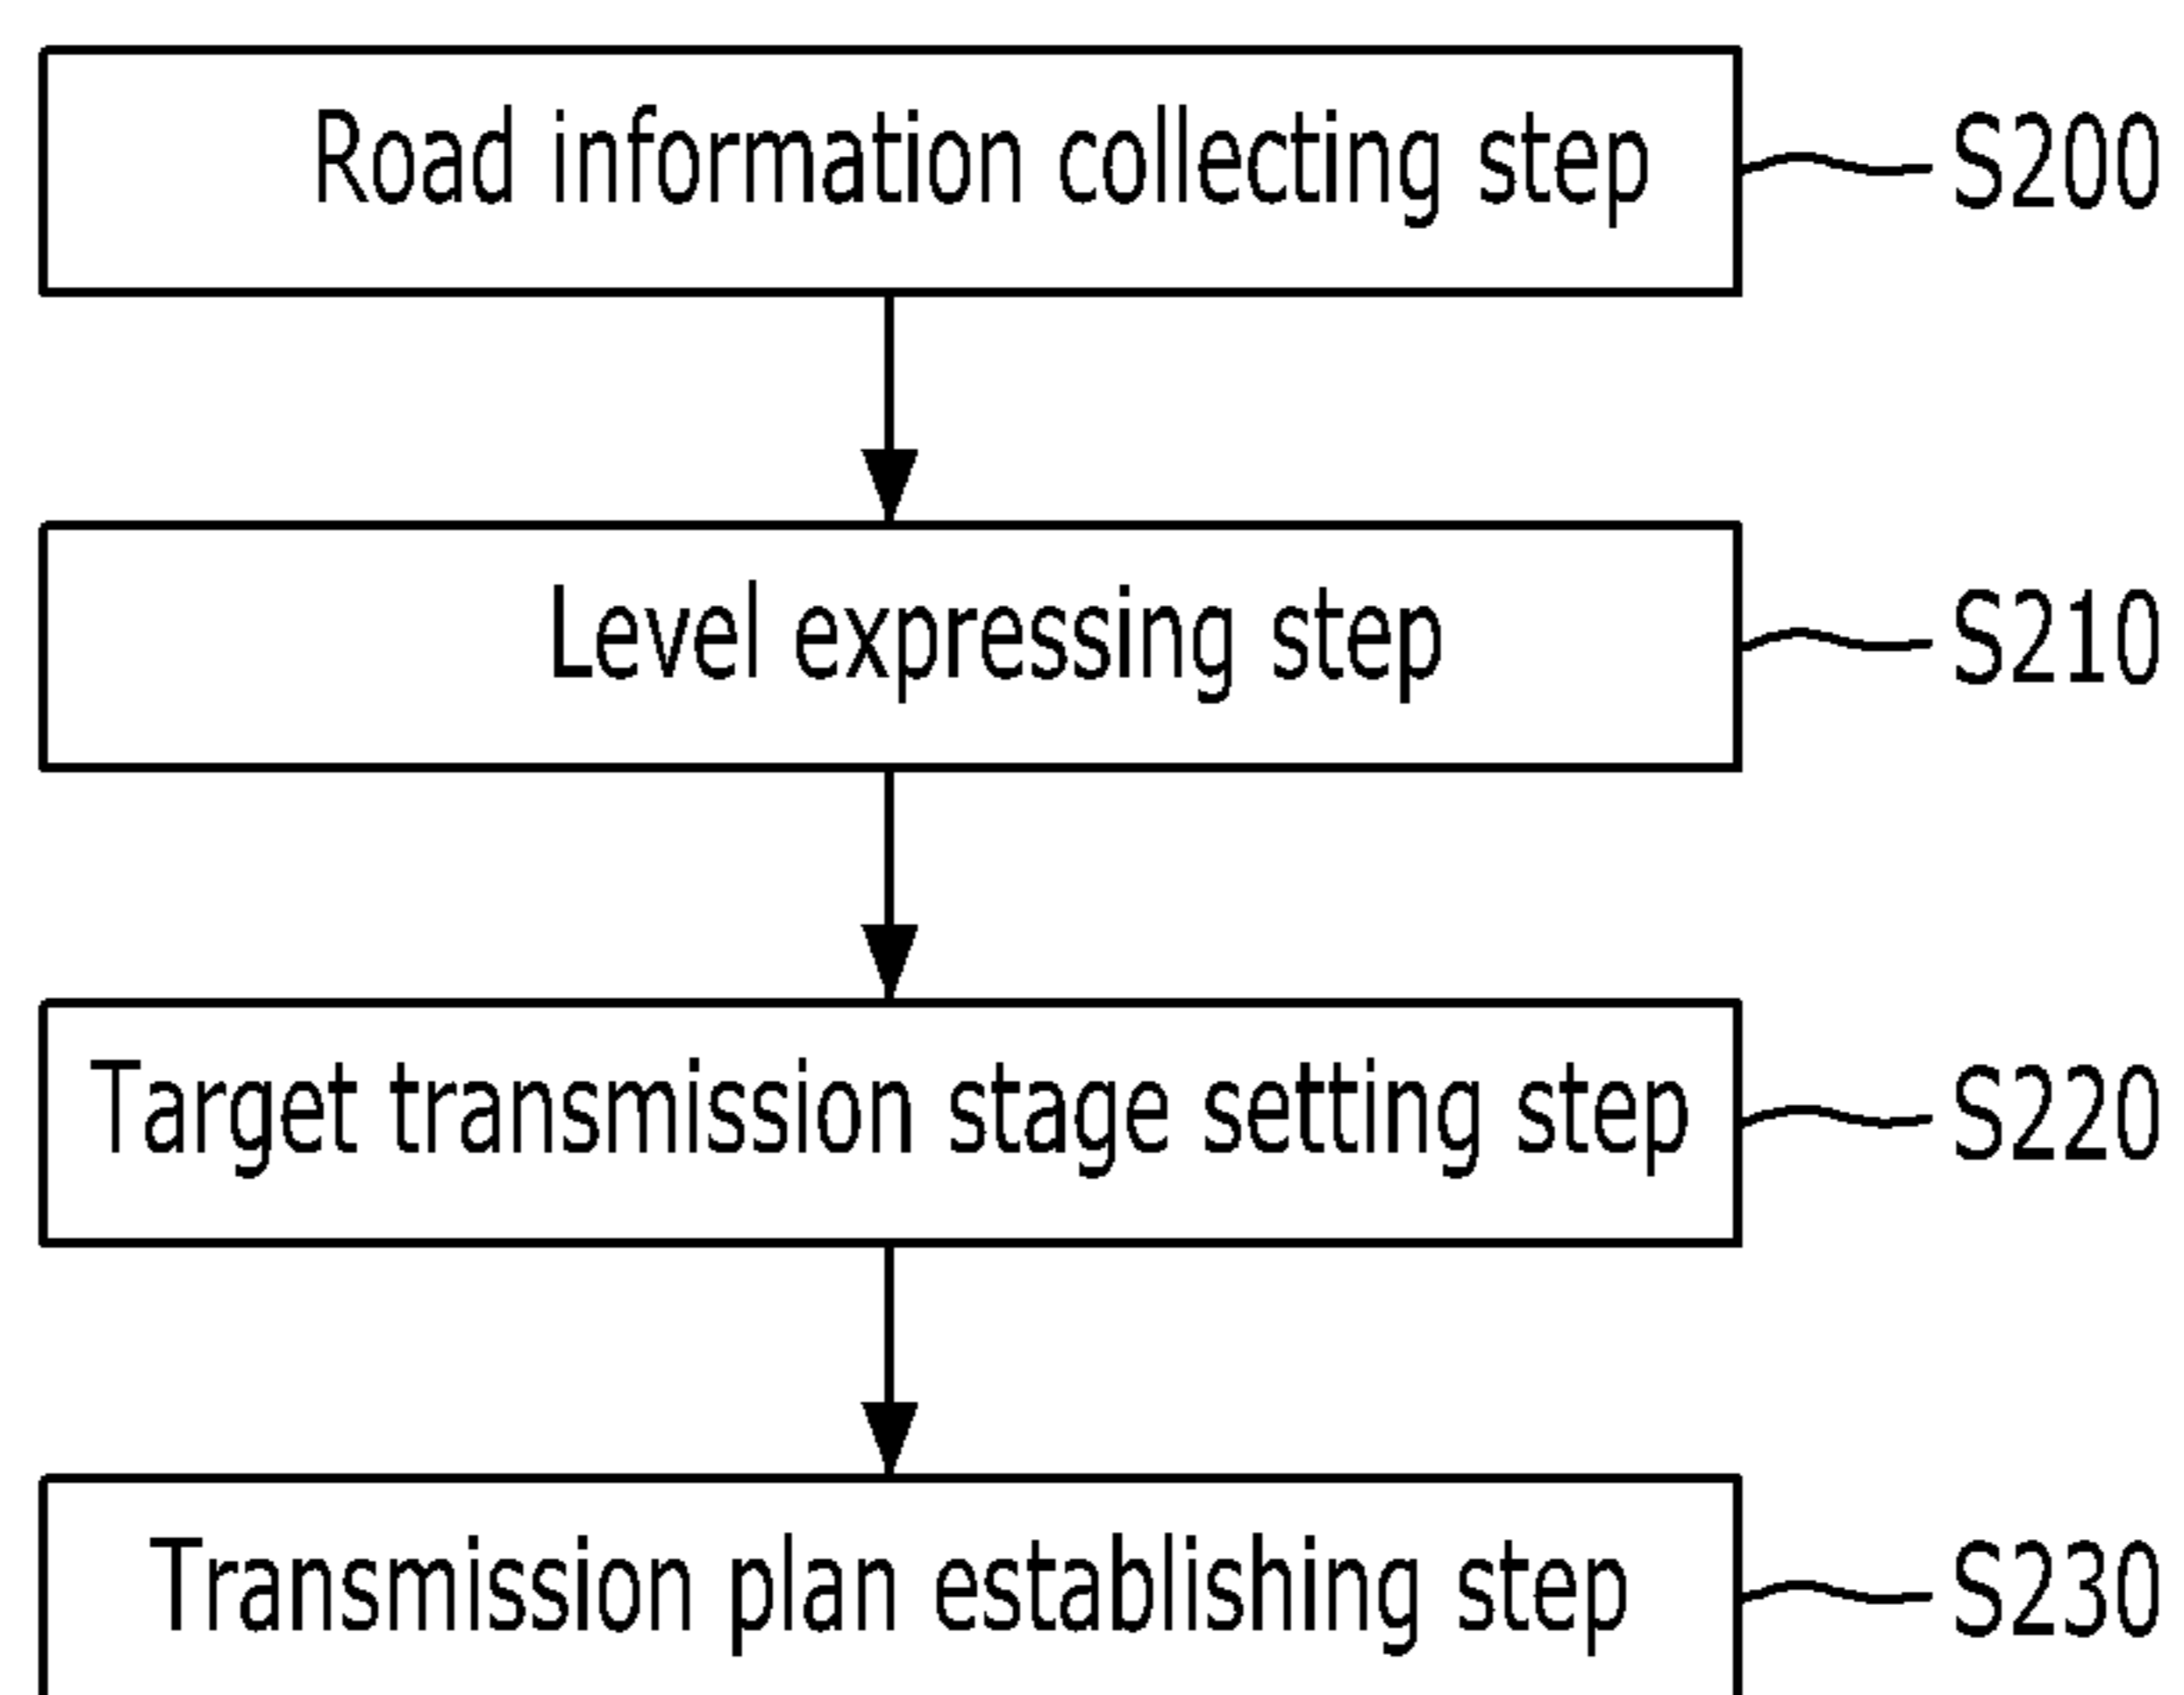 Road information collecting step S200
Level expressing step S210
Target transmission stage setting step S220
Transmission plan establishing step S230